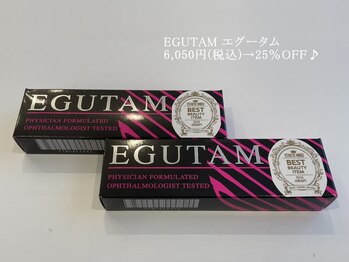 EGUTAM エグータム
6,050円(税込)→25%OFF♪
EGUTAM
PHYSICIAN FORMULATED
OPHTHALMOLOGIST TESTED
BEST
BEAUTY
ITEM
EGUTAM
PHYSICIAN FORMULATED
OPHTHALMOLOGIST TESTED
BEST
BEAUTY
ITEM